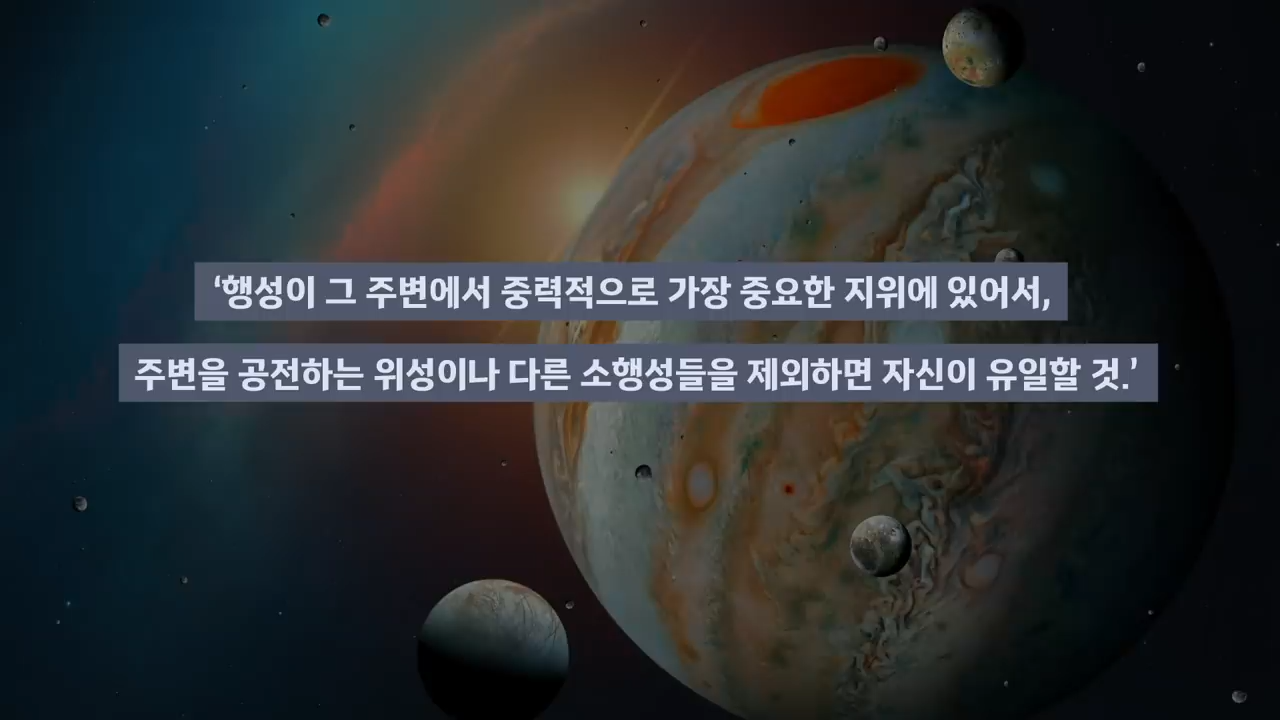 ‘행성이 그 주변에서 중력적으로 가장 중요한 지위에 있어서,
주변을 공전하는 위성이나 다른 소행성들을 제외하면 자신이 유일할 것.’